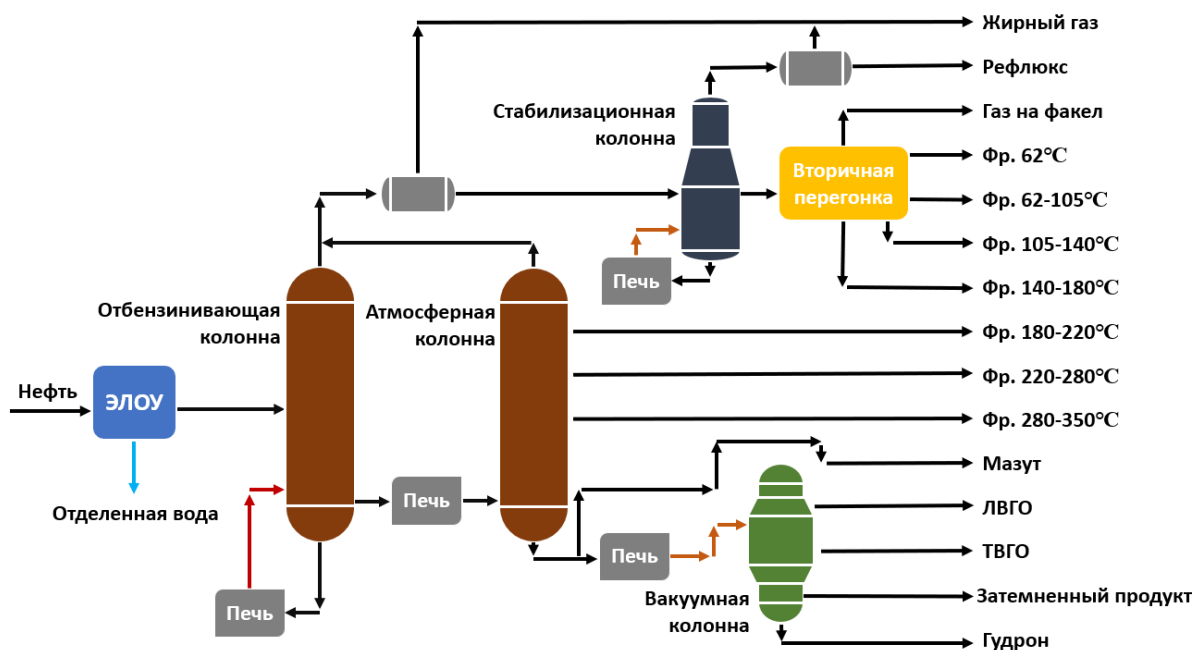 Жирный газ
Рефлюкс
Стабилизационная
колонна
Газ на факел
Фр. 62℃
Вторичная
перегонка
Фр. 62-105℃
Фр. 105-140℃
Печь
Фр. 140-180℃
Отбензинивающая
колонна
Атмосферная
колонна
Фр. 180-220℃
Фр. 220-280℃
Нефть
ЭЛОУ
Фр. 280-350℃
Мазут
Печь
Отделенная вода
ЛВГО
ТВГО
Печь
Печь
Вакуумная
колонна
Затемненный продукт
Гудрон